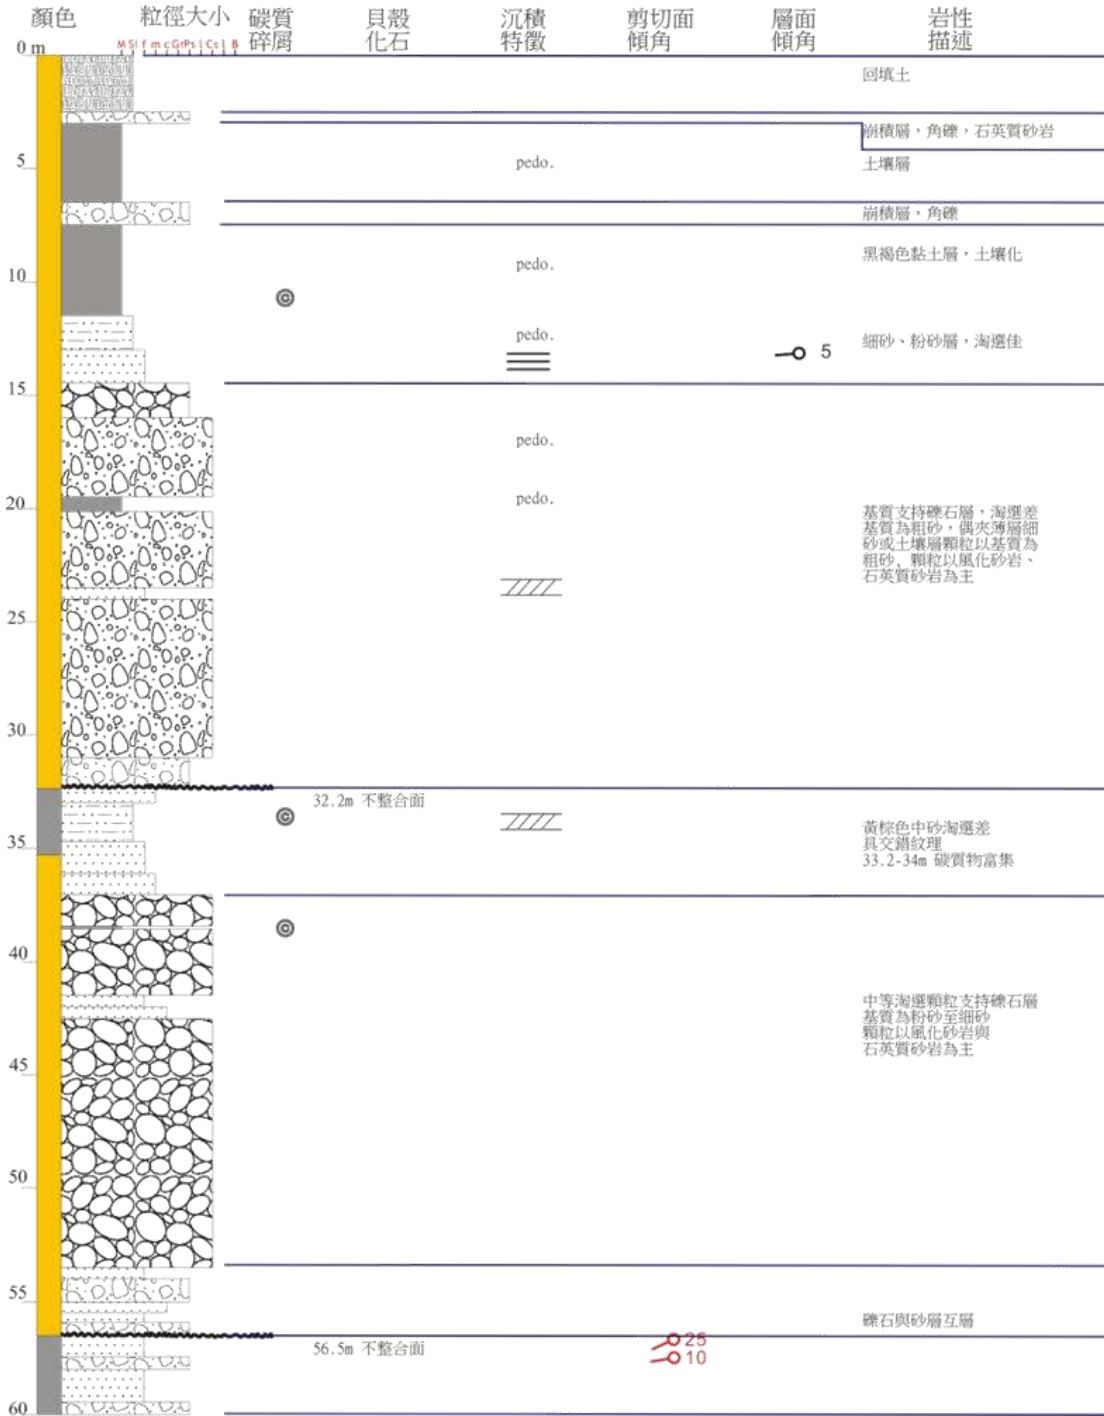 顏色
粒徑大小
碳質
碎屑
貝殼
化石
沉積
特徵
剪切面
傾角
層面
傾角
岩性
描述
0 m
回填土
崩積層，角礫，石英質砂岩
5
pedo.
土壤層
崩積層，角礫
黑褐色黏土層，土壤化
pedo.
10
©
pedo.
細砂、粉砂層，淘選佳
5
15
pedo.
pedo.
20
基質支持礫石層，淘選差
基質為粗砂，偶夾薄層細
砂或土壤層顆粒以基質為
粗砂，顆粒以風化砂岩、
石英質砂岩為主
25
30
32.2m 不整合面
©
黃棕色中砂淘選差
具交錯紋理
33.2-34m 碳質物富集
35
©
40
中等淘選顆粒支持礫石層
基質為粉砂至細砂
顆粒以風化砂岩與
石英質砂岩為主
45
50
55
礫石與砂層互層
56.5m 不整合面
25
10
60